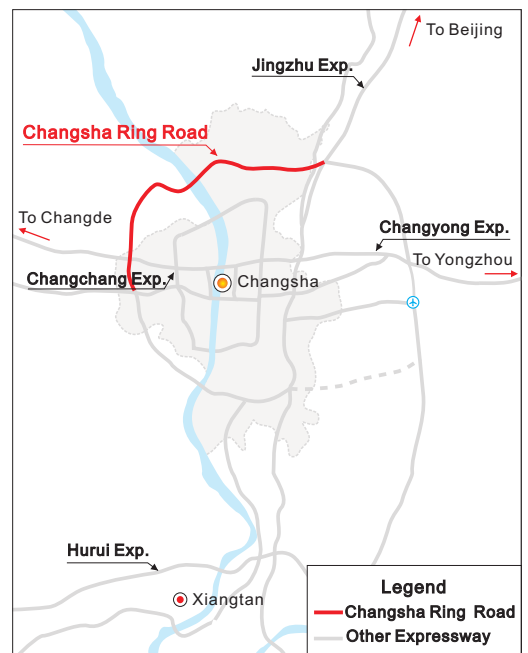 To Beijing
Jingzhu Exp.
Changsha Ring Road
To Changde
Changyong Exp.
To Yongzhou
Changchang Exp.
Changsha
Hurui Exp.
Xiangtan
Legend
Changsha Ring Road
Other Expressway